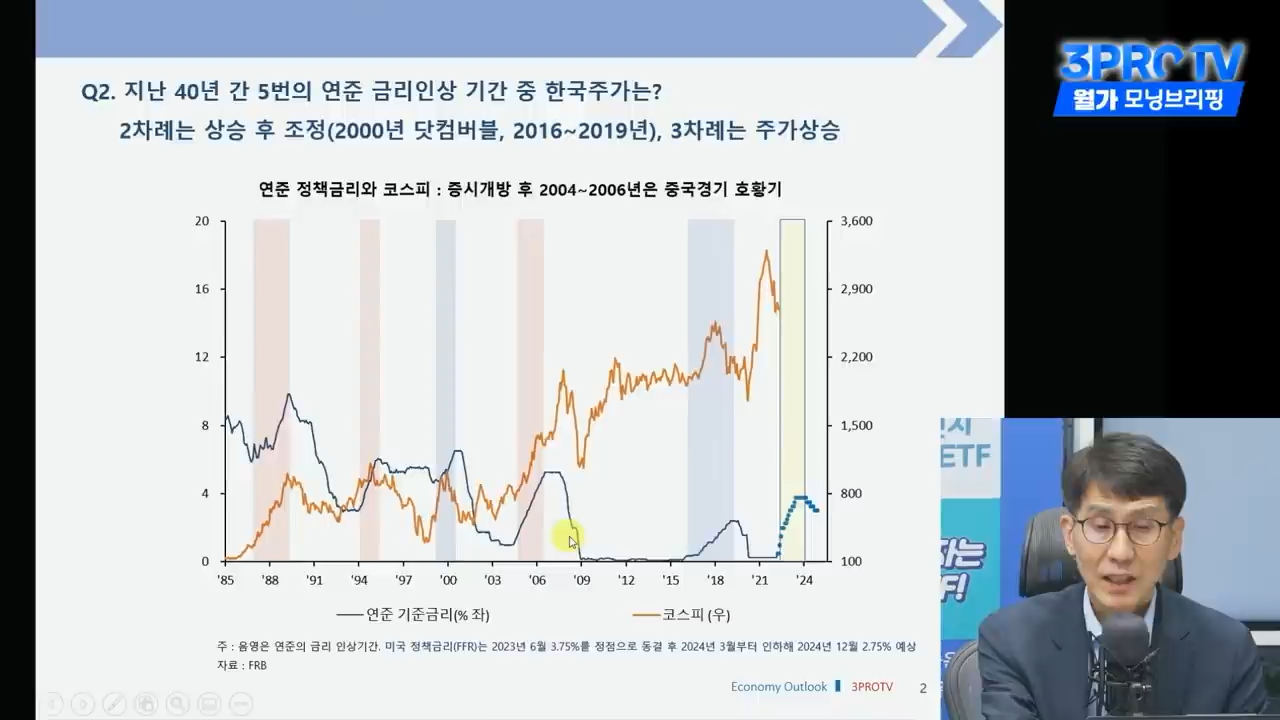 3PROTV
월가 모닝브리핑
Q2. 지난 40년 간 5번의 연준 금리인상 기간 중 한국주가는?
2차례는 상승 후 조정(2000년 닷컴버블, 2016~2019년), 3차례는 주가상승
연준 정책금리와 코스피 : 증시개방 후 2004~2006년은 중국경기 호황기
20 3,600
16 2,900
12 2,200
8 1,500
4 800
0 100
'85 '88 '91 '94 '97 '00 '03 '06 '09 '12 '15 '18 '21 '24
연준 기준금리(% 좌) 코스피 (우)
주 : 음영은 연준의 금리 인상기간. 미국 정책금리(FFR)는 2023년 6월 3.75%를 정점으로 동결 후 2024년 3월부터 인하해 2024년 12월 2.75% 예상
자료 : FRB
Economy Outlook 3PROTV 2
ETF
F!